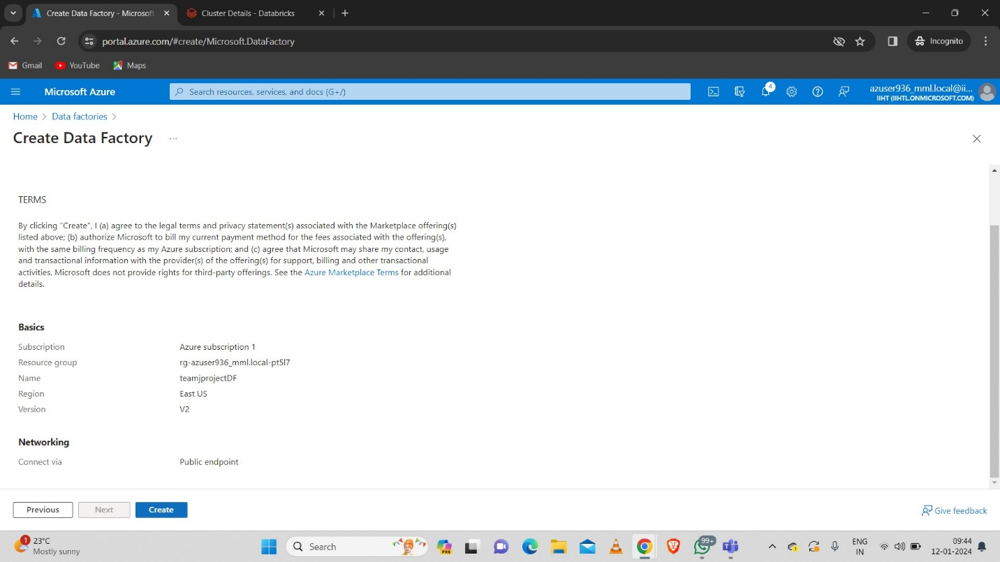 Create Data Factory - Microsoft
Cluster Details - Databricks
portal.azure.com/#create/Microsoft.DataFactory
Incognito
Gmail
YouTube
Maps
Microsoft Azure
Search resources, services, and docs (G+/)
4
azuser936_mml.local@ii...
IIHT (IIHTL.ONMICROSOFT.COM)
Home > Data factories >
Create Data Factory ...
TERMS
By clicking "Create", I (a) agree to the legal terms and privacy statement(s) associated with the Marketplace offering(s)
listed above; (b) authorize Microsoft to bill my current payment method for the fees associated with the offering(s),
with the same billing frequency as my Azure subscription; and (c) agree that Microsoft may share my contact, usage
and transactional information with the provider(s) of the offering(s) for support, billing and other transactional
activities. Microsoft does not provide rights for third-party offerings. See the Azure Marketplace Terms for additional
details.
Basics
Subscription Azure subscription 1
Resource group rg-azuser936_mml.local-pt5l7
Name teamjprojectDF
Region East US
Version V2
Networking
Connect via Public endpoint
Previous
Next
Create
Give feedback
1
23°C
Mostly sunny
Search
PRE
99+
ENG
IN
09:44
12-01-2024